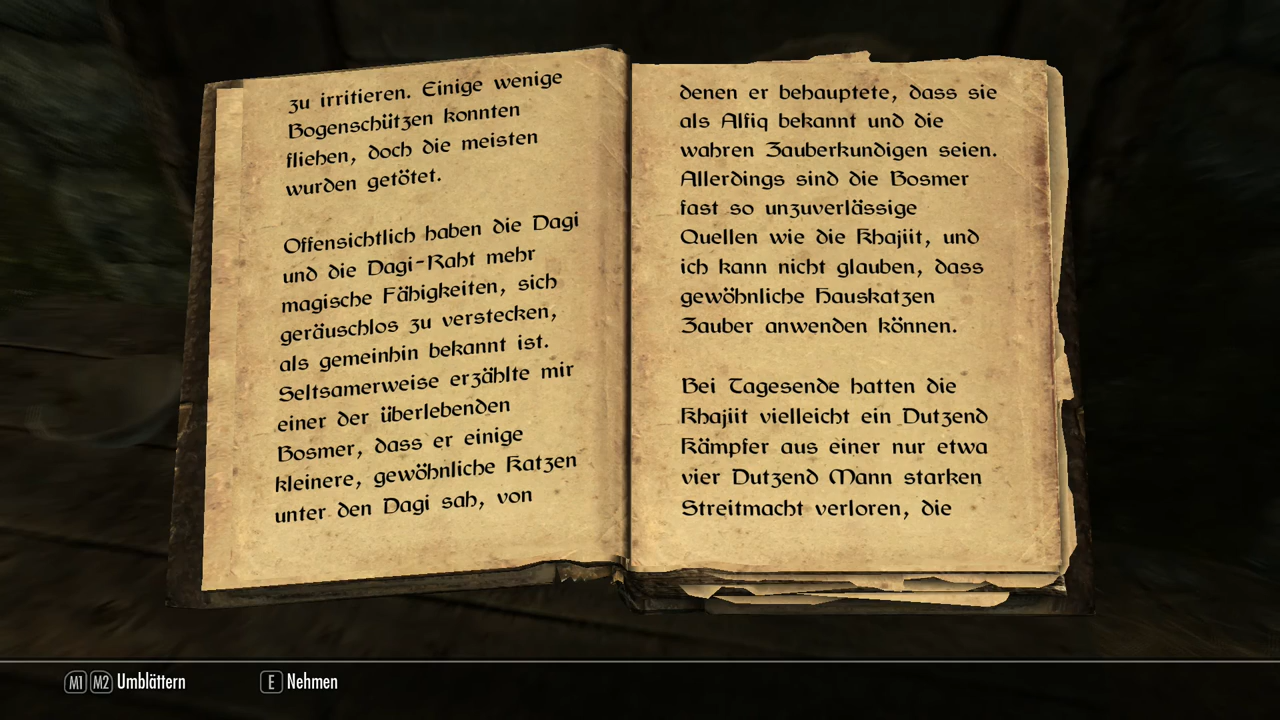 zu irritieren. Einige wenige
Bogenschützen konnten
fliehen, doch die meisten
wurden getötet.
Offensichtlich haben die Dagi
und die Dagi-Raht mehr
magische Fähigkeiten, sich
geräuschlos zu verstecken,
als gemeinhin bekannt ist.
Seltsamerweise erzählte mir
einer der überlebenden
Bosmer, dass er einige
kleinere, gewöhnliche Katzen
unter den Dagi sah, von
denen er behauptete, dass sie
als Alfiq bekannt und die
wahren Zauberkundigen seien.
Allerdings sind die Bosmer
fast so unzuverlässige
Quellen wie die Khajiit, und
ich kann nicht glauben, dass
gewöhnliche Hauskatzen
Zauber anwenden können.
Bei Tagesende hatten die
Khajiit vielleicht ein Dutzend
Kämpfer aus einer nur etwa
vier Dutzend Mann starken
Streitmacht verloren, die
M1 M2 Umblättern
E Nehmen